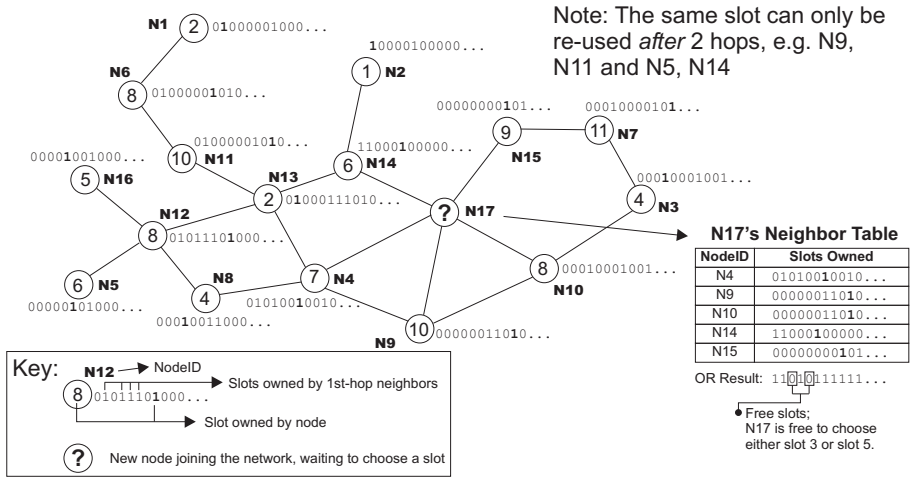 Note: The same slot can only be
re-used after 2 hops, e.g. N9,
N11 and N5, N14
N1
2
01000001000...
N6
8
01000001010...
10000100000...
1
N2
00000000101...
9
N15
00010000101...
11
N7
01000001010...
10
N11
11000100000...
6
N14
00001001000...
5
N16
N13
2
01000111010...
?
N17
00010001001...
4
N3
N12
8
01011101000...
6
N5
00000101000...
N8
4
00010011000...
7
N4
01010010010...
8
00010001001...
N10
10
N9
00000011010...
N17's Neighbor Table
NodeID Slots Owned
N4 01010010010...
N9 00000011010...
N10 00000011010...
N14 11000100000...
N15 00000000101...
OR Result: 11010111111...
Free slots;
N17 is free to choose
either slot 3 or slot 5.
Key:
N12
NodeID
8
01011101000...
Slots owned by 1st-hop neighbors
Slot owned by node
?
New node joining the network, waiting to choose a slot